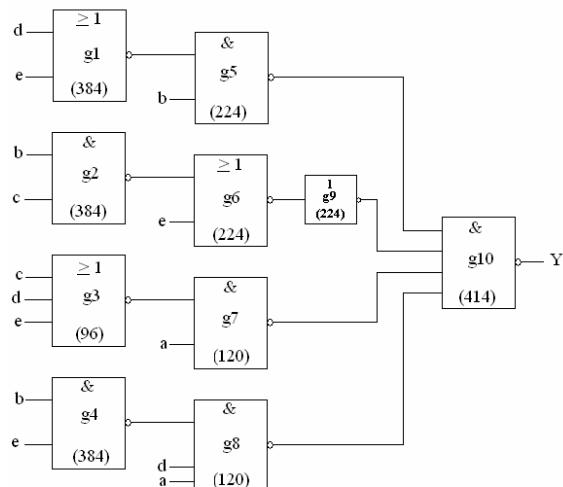 d
e
≥ 1
g1
(384)
&
b
g5
(224)
b
c
&
g2
(384)
≥ 1
e
g6
(224)
1
g9
(224)
&
g10
(414)
Y
c
d
e
≥ 1
g3
(96)
&
a
g7
(120)
b
e
&
g4
(384)
&
g8
d
a
(120)